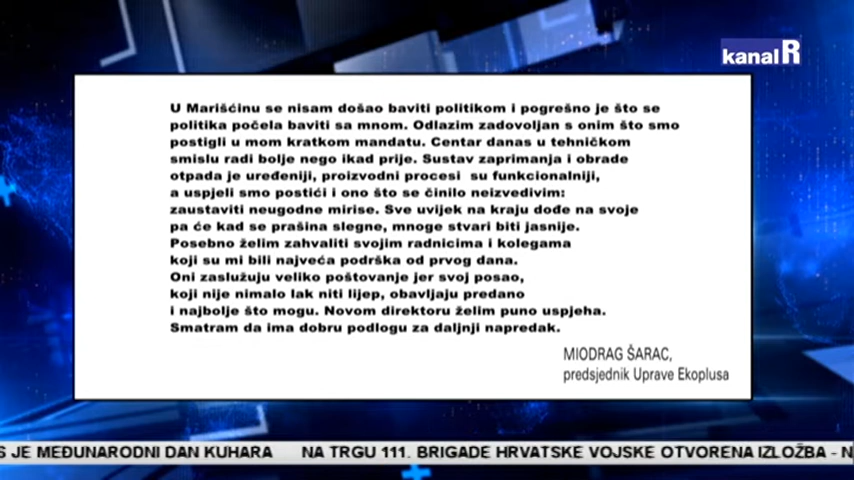 kanal R
U Marišćinu se nisam došao baviti politikom i pogrešno je što se
politika počela baviti sa mnom. Odlazim zadovoljan s onim što smo
postigli u mom kratkom mandatu. Centar danas u tehničkom
smislu radi bolje nego ikad prije. Sustav zaprimanja i obrade
otpada je uređeniji, proizvodni procesi su funkcionalniji,
a uspjeli smo postići i ono što se činilo neizvedivim:
zaustaviti neugodne mirise. Sve uvijek na kraju dođe na svoje
pa će kad se prašina slegne, mnoge stvari biti jasnije.
Posebno želim zahvaliti svojim radnicima i kolegama
koji su mi bili najveća podrška od prvog dana.
Oni zaslužuju veliko poštovanje jer svoj posao,
koji nije nimalo lak niti lijep, obavljaju predano
i najbolje što mogu. Novom direktoru želim puno uspjeha.
Smatram da ima dobru podlogu za daljnji napredak.
MIODRAG ŠARAC,
predsjednik Uprave Ekoplusa
S JE MEĐUNARODNI DAN KUHARA NA TRGU 111. BRIGADE HRVATSKE VOJSKE OTVORENA IZLOŽBA - N